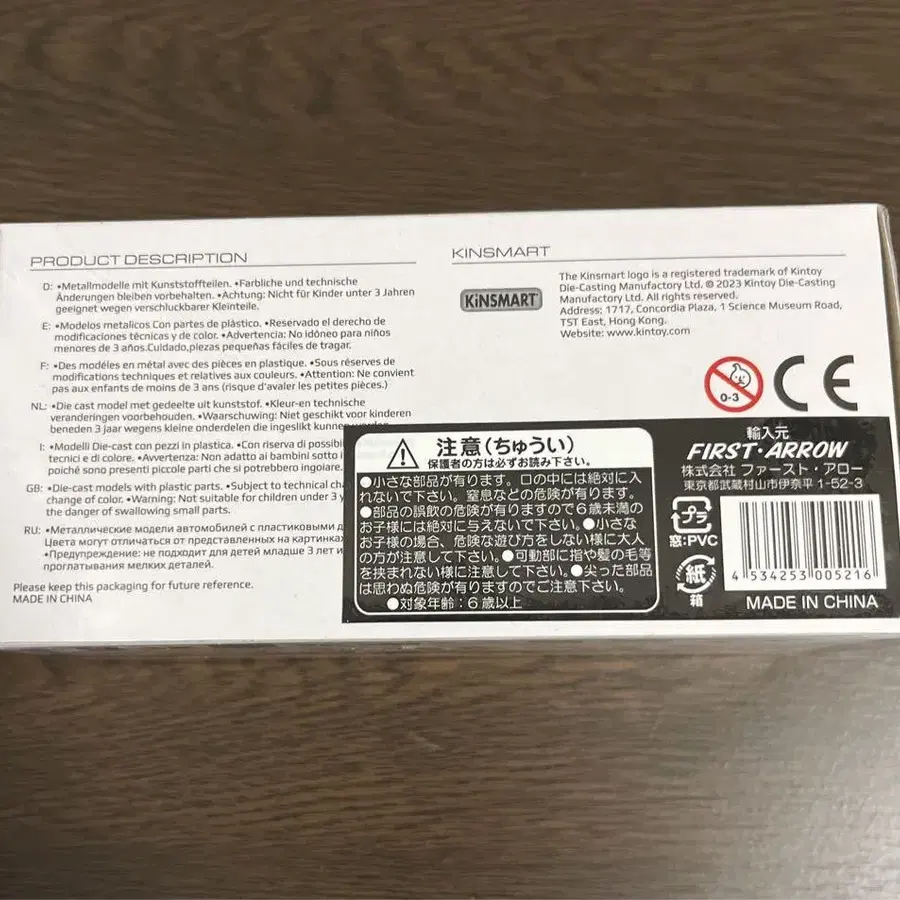 PRODUCT DESCRIPTION
D: •Metallmodelle mit Kunststoffteilen. •Farbliche und technische
Änderungen bleiben vorbehalten. •Achtung: Nicht für Kinder unter 3 Jahren
geeignet wegen verschluckbarer Kleinteile.
E: •Modelos metalicos Con partes de plástico. •Reservado el derecho de
modificaciones técnicas y de color. •Advertencia: No idóneo para niños
menores de 3 años.Cuidado,piezas pequeñas fáciles de tragar.
F: •Des modéles en métal avec des pièces en plastique. •Sous réserves de
modifications techniques et relatives aux couleurs. •Attention: Ne convient
pas aux enfants de moins de 3 ans (risque d'avaler les petites pièces.)
NL: •Die cast model met gedeelte uit kunststof. •Kleur-en technische
veranderingen voorbehouden. •Waarschuwing: Niet geschikt voor kinderen
beneden 3 jaar wegens kleine onderdelen die ingeslikt kunnen
I: •Modelli Die-cast con pezzi in plastica. •Con riserva di possibi
tecnici e di colore. •Avvertenza: Non adatto ai bambini sotto i
poiché sono presenti piccole parti che si potrebbero ingoiare.
GB: •Die-cast models with plastic parts. •Subject to technical cha
change of color. •Warning: Not suitable for children under 3 y
the danger of swallowing small parts.
RU: •Металлические модели автомобилей с пластиковыми д
Цвета могут отличаться от представленных на картинка
•Предупреждение: не подходит для детей младше 3 лет и
проглатывания мелких деталей.
Please keep this packaging for future reference.
MADE IN CHINA
KINSMART
KiNSMART
The Kinsmart logo is a registered trademark of Kintoy
Die-Casting Manufactory Ltd. © 2023 Kintoy Die-Casting
Manufactory Ltd. All rights reserved.
Address: 1717, Concordia Plaza, 1 Science Museum Road,
TST East, Hong Kong.
Website: www.kintoy.com
0-3
CE
注意(ちゅうい)
保護者の方は必ずお読み下さい。
●小さな部品が有ります。口の中には絶対に入
れないで下さい。窒息などの危険が有ります。
●部品の誤飲の危険が有りますので6歳未満の
お子様には絶対に与えないで下さい。●小さな
お子様の場合、危険な遊び方をしない様に大人
の方が注意して下さい。●可動部に指や髪の毛等
を挟まれない様に注意して下さい。●尖った部品
は思わぬ危険が有りますのでご注意下さい。
●対象年齢:6歳以上
輸入元
FIRST・ARROW
株式会社 ファースト・アロー
東京都武蔵村山市伊奈平 1-52-3
プラ
窓:PVC
紙
箱
4 534253 005216
MADE IN CHINA